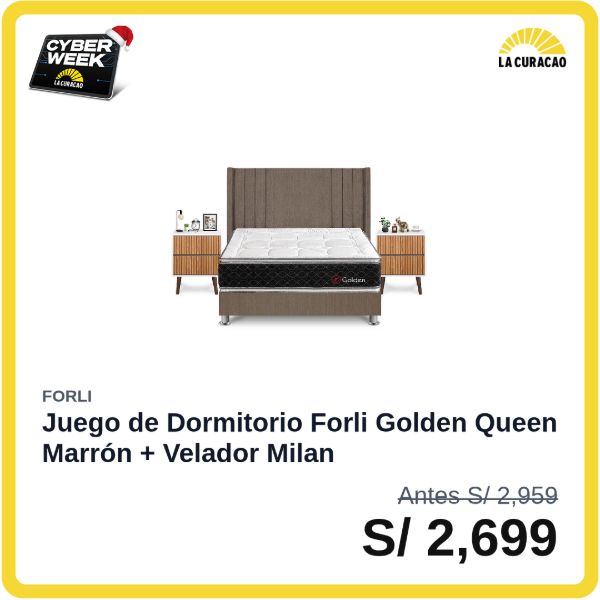 CYBER
WEEK
LA CURACAO
LA CURACAO
Golden
FORLI
Juego de Dormitorio Forli Golden Queen
Marrón + Velador Milan
Antes S/ 2,959
S/ 2,699